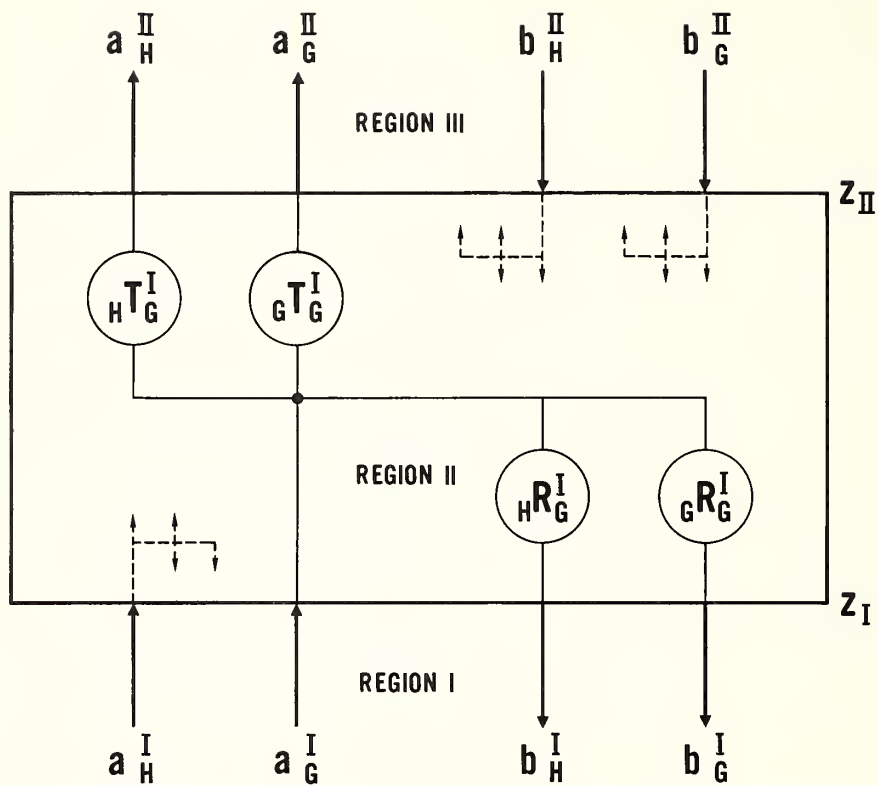 a II H a II G b II H b II G
REGION III
Z II
H T I G G T I G
REGION II
H R I G G R I G
Z I
REGION I
a I H a I G b I H b I G